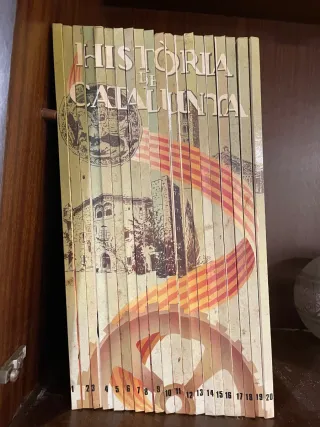 HISTÒRIA
DE
CATALUNYA
1 2 3 4 5 6 7 8 9 10 11 12 13 14 15 16 17 18 19 20